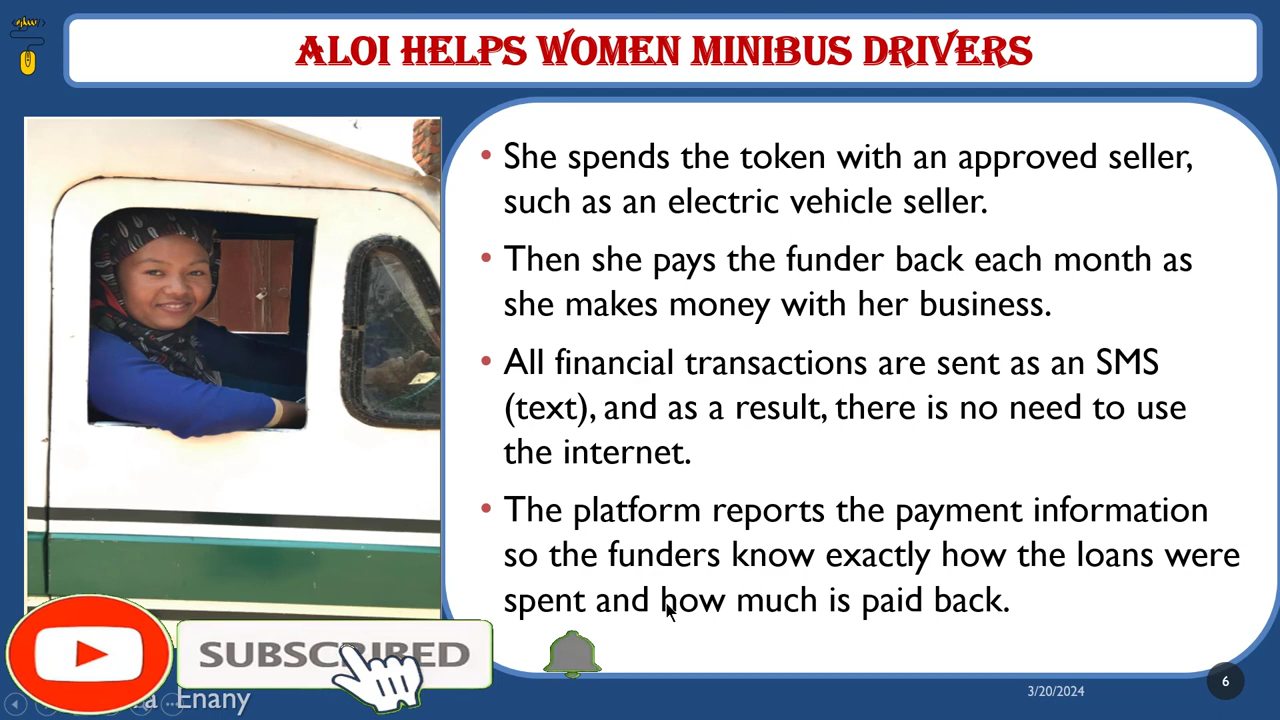 ALOI HELPS WOMEN MINIBUS DRIVERS
• She spends the token with an approved seller,
such as an electric vehicle seller.
• Then she pays the funder back each month as
she makes money with her business.
• All financial transactions are sent as an SMS
(text), and as a result, there is no need to use
the internet.
• The platform reports the payment information
so the funders know exactly how the loans were
spent and how much is paid back.
SUBSCRIBED
Enany
3/20/2024
6